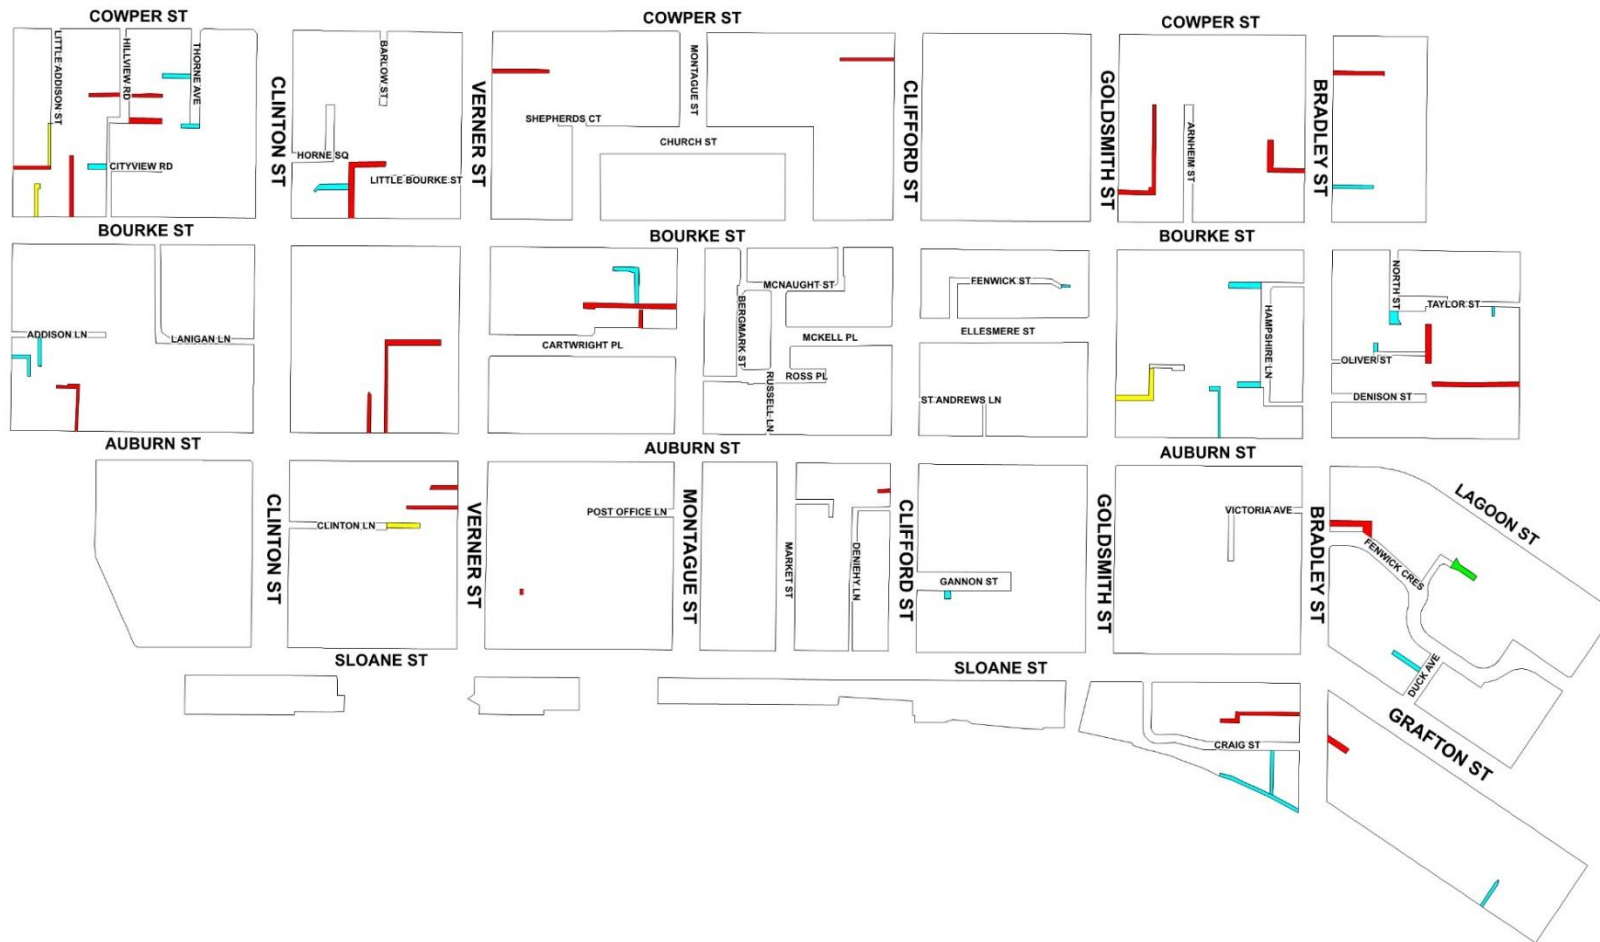 COWPER ST
COWPER ST
COWPER ST
LITTLE ADDISON ST
HILLVIEW RD
THORNE AVE
BARLOW ST
MONTAGUE ST
CLINTON ST
VERNER ST
CLIFFORD ST
GOLDSMITH ST
BRADLEY ST
SHEPHERDS CT
CHURCH ST
ARNHEIM ST
HORNE SQ
CITYVIEW RD
LITTLE BOURKE ST
BOURKE ST
BOURKE ST
BOURKE ST
NORTH ST
MCNAUGHT ST
FENWICK ST
TAYLOR ST
BERGMARK ST
HAMPSHIRE LN
ADDISON LN
LANIGAN LN
ELLESMERE ST
CARTWRIGHT PL
MCKELL PL
OLIVER ST
ROSS PL
RUSSELL LN
ST ANDREWS LN
DENISON ST
AUBURN ST
AUBURN ST
AUBURN ST
LAGOON ST
CLINTON ST
VERNER ST
MONTAGUE ST
CLIFFORD ST
GOLDSMITH ST
BRADLEY ST
POST OFFICE LN
VICTORIA AVE
CLINTON LN
MARKET ST
DENIEHY LN
FENWICK CRES
GANNON ST
SLOANE ST
SLOANE ST
DUCK AVE
GRAFTON ST
CRAIG ST